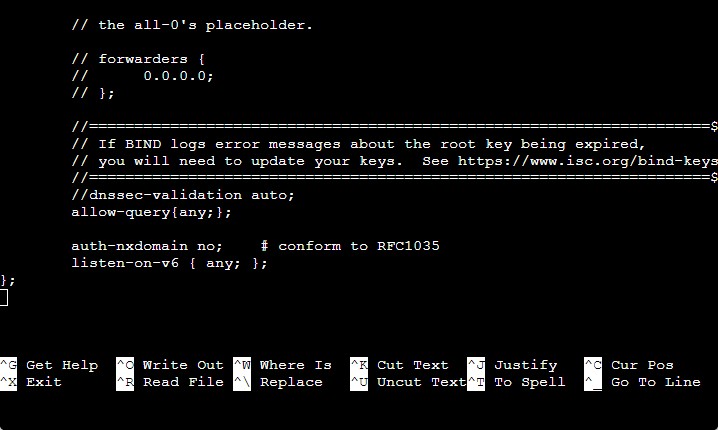 // the all-0's placeholder.
// forwarders {
//      0.0.0.0;
// };
//=====================================================================$
// If BIND logs error messages about the root key being expired,
// you will need to update your keys.  See https://www.isc.org/bind-keys
//=====================================================================$
//dnssec-validation auto;
allow-query{any;};
auth-nxdomain no;    # conform to RFC1035
listen-on-v6 { any; };
};
^G Get Help  ^O Write Out ^W Where Is  ^K Cut Text  ^J Justify   ^C Cur Pos
^X Exit      ^R Read File ^\ Replace   ^U Uncut Text^T To Spell  ^_ Go To Line